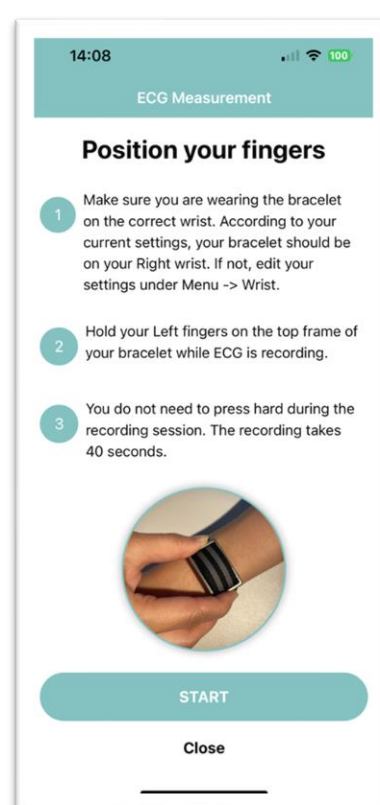 14:08
100
ECG Measurement
Position your fingers
1
Make sure you are wearing the bracelet
on the correct wrist. According to your
current settings, your bracelet should be
on your Right wrist. If not, edit your
settings under Menu -> Wrist.
2
Hold your Left fingers on the top frame of
your bracelet while ECG is recording.
3
You do not need to press hard during the
recording session. The recording takes
40 seconds.
START
Close